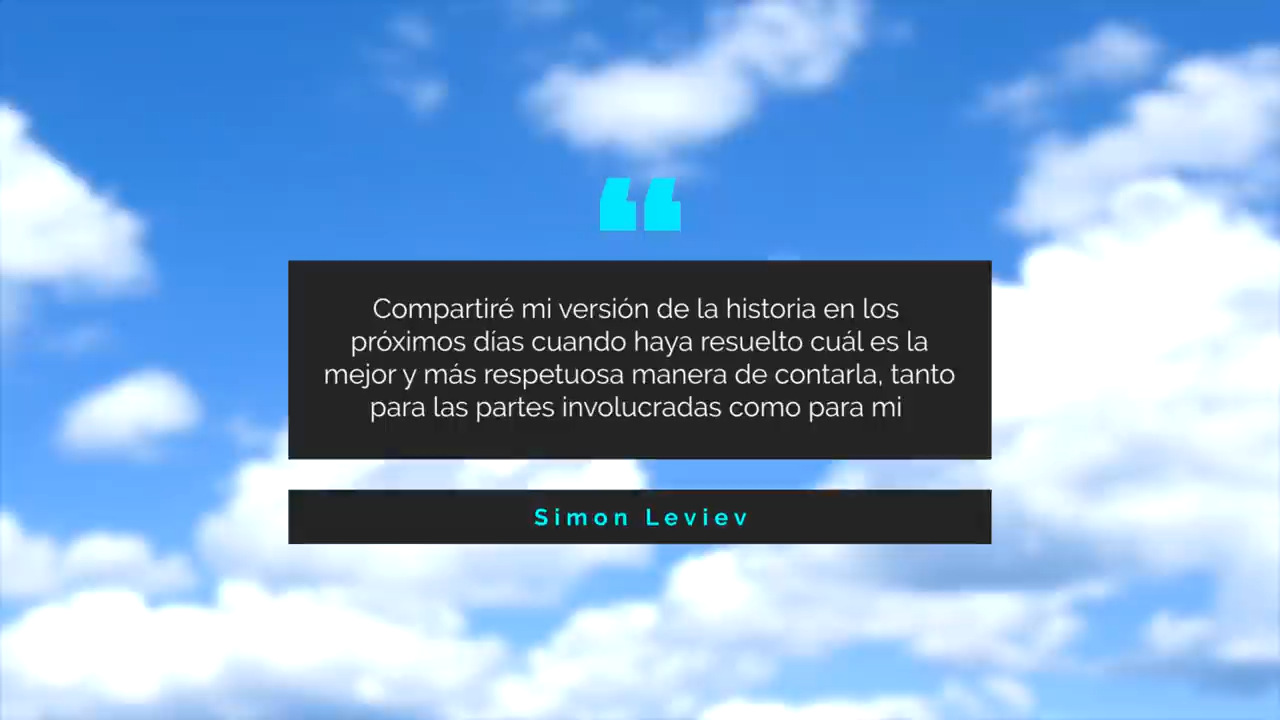 ❝
Compartiré mi versión de la historia en los
próximos días cuando haya resuelto cuál es la
mejor y más respetuosa manera de contarla, tanto
para las partes involucradas como para mi
Simon Leviev